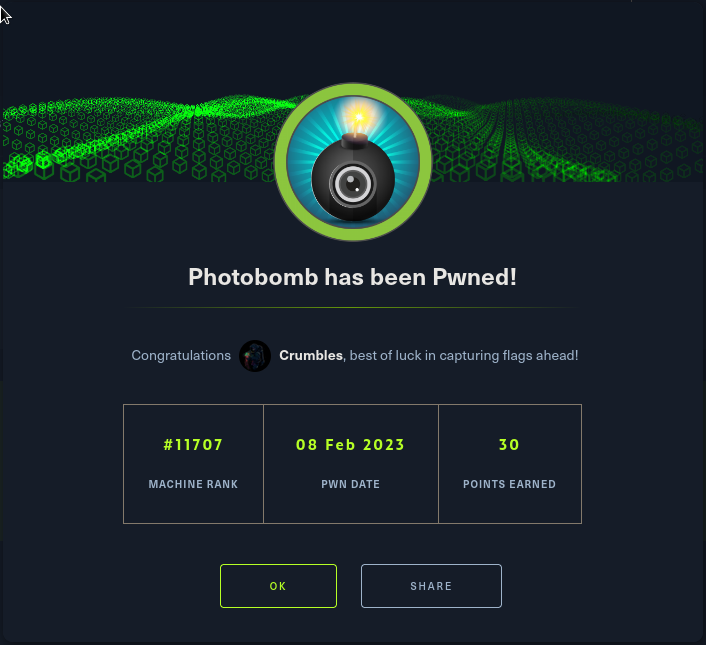 Photobomb has been Pwned!
Congratulations Crumbles, best of luck in capturing flags ahead!
#11707 08 Feb 2023 30
MACHINE RANK PWN DATE POINTS EARNED
OK SHARE